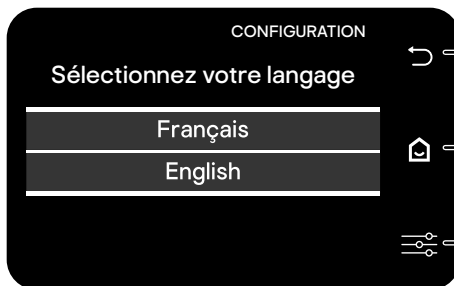 CONFIGURATION
Sélectionnez votre langage
Français
English